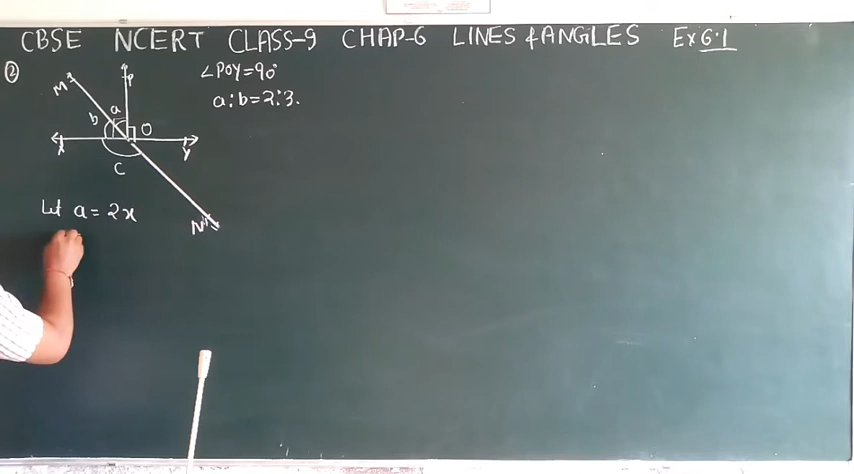 CBSE NCERT CLASS-9 CHAP-6 LINES & ANGLES Ex 6.1
②
∠POY=90°
a:b=2:3.
M
P
a
b
O
X
Y
C
N
Let a = 2x